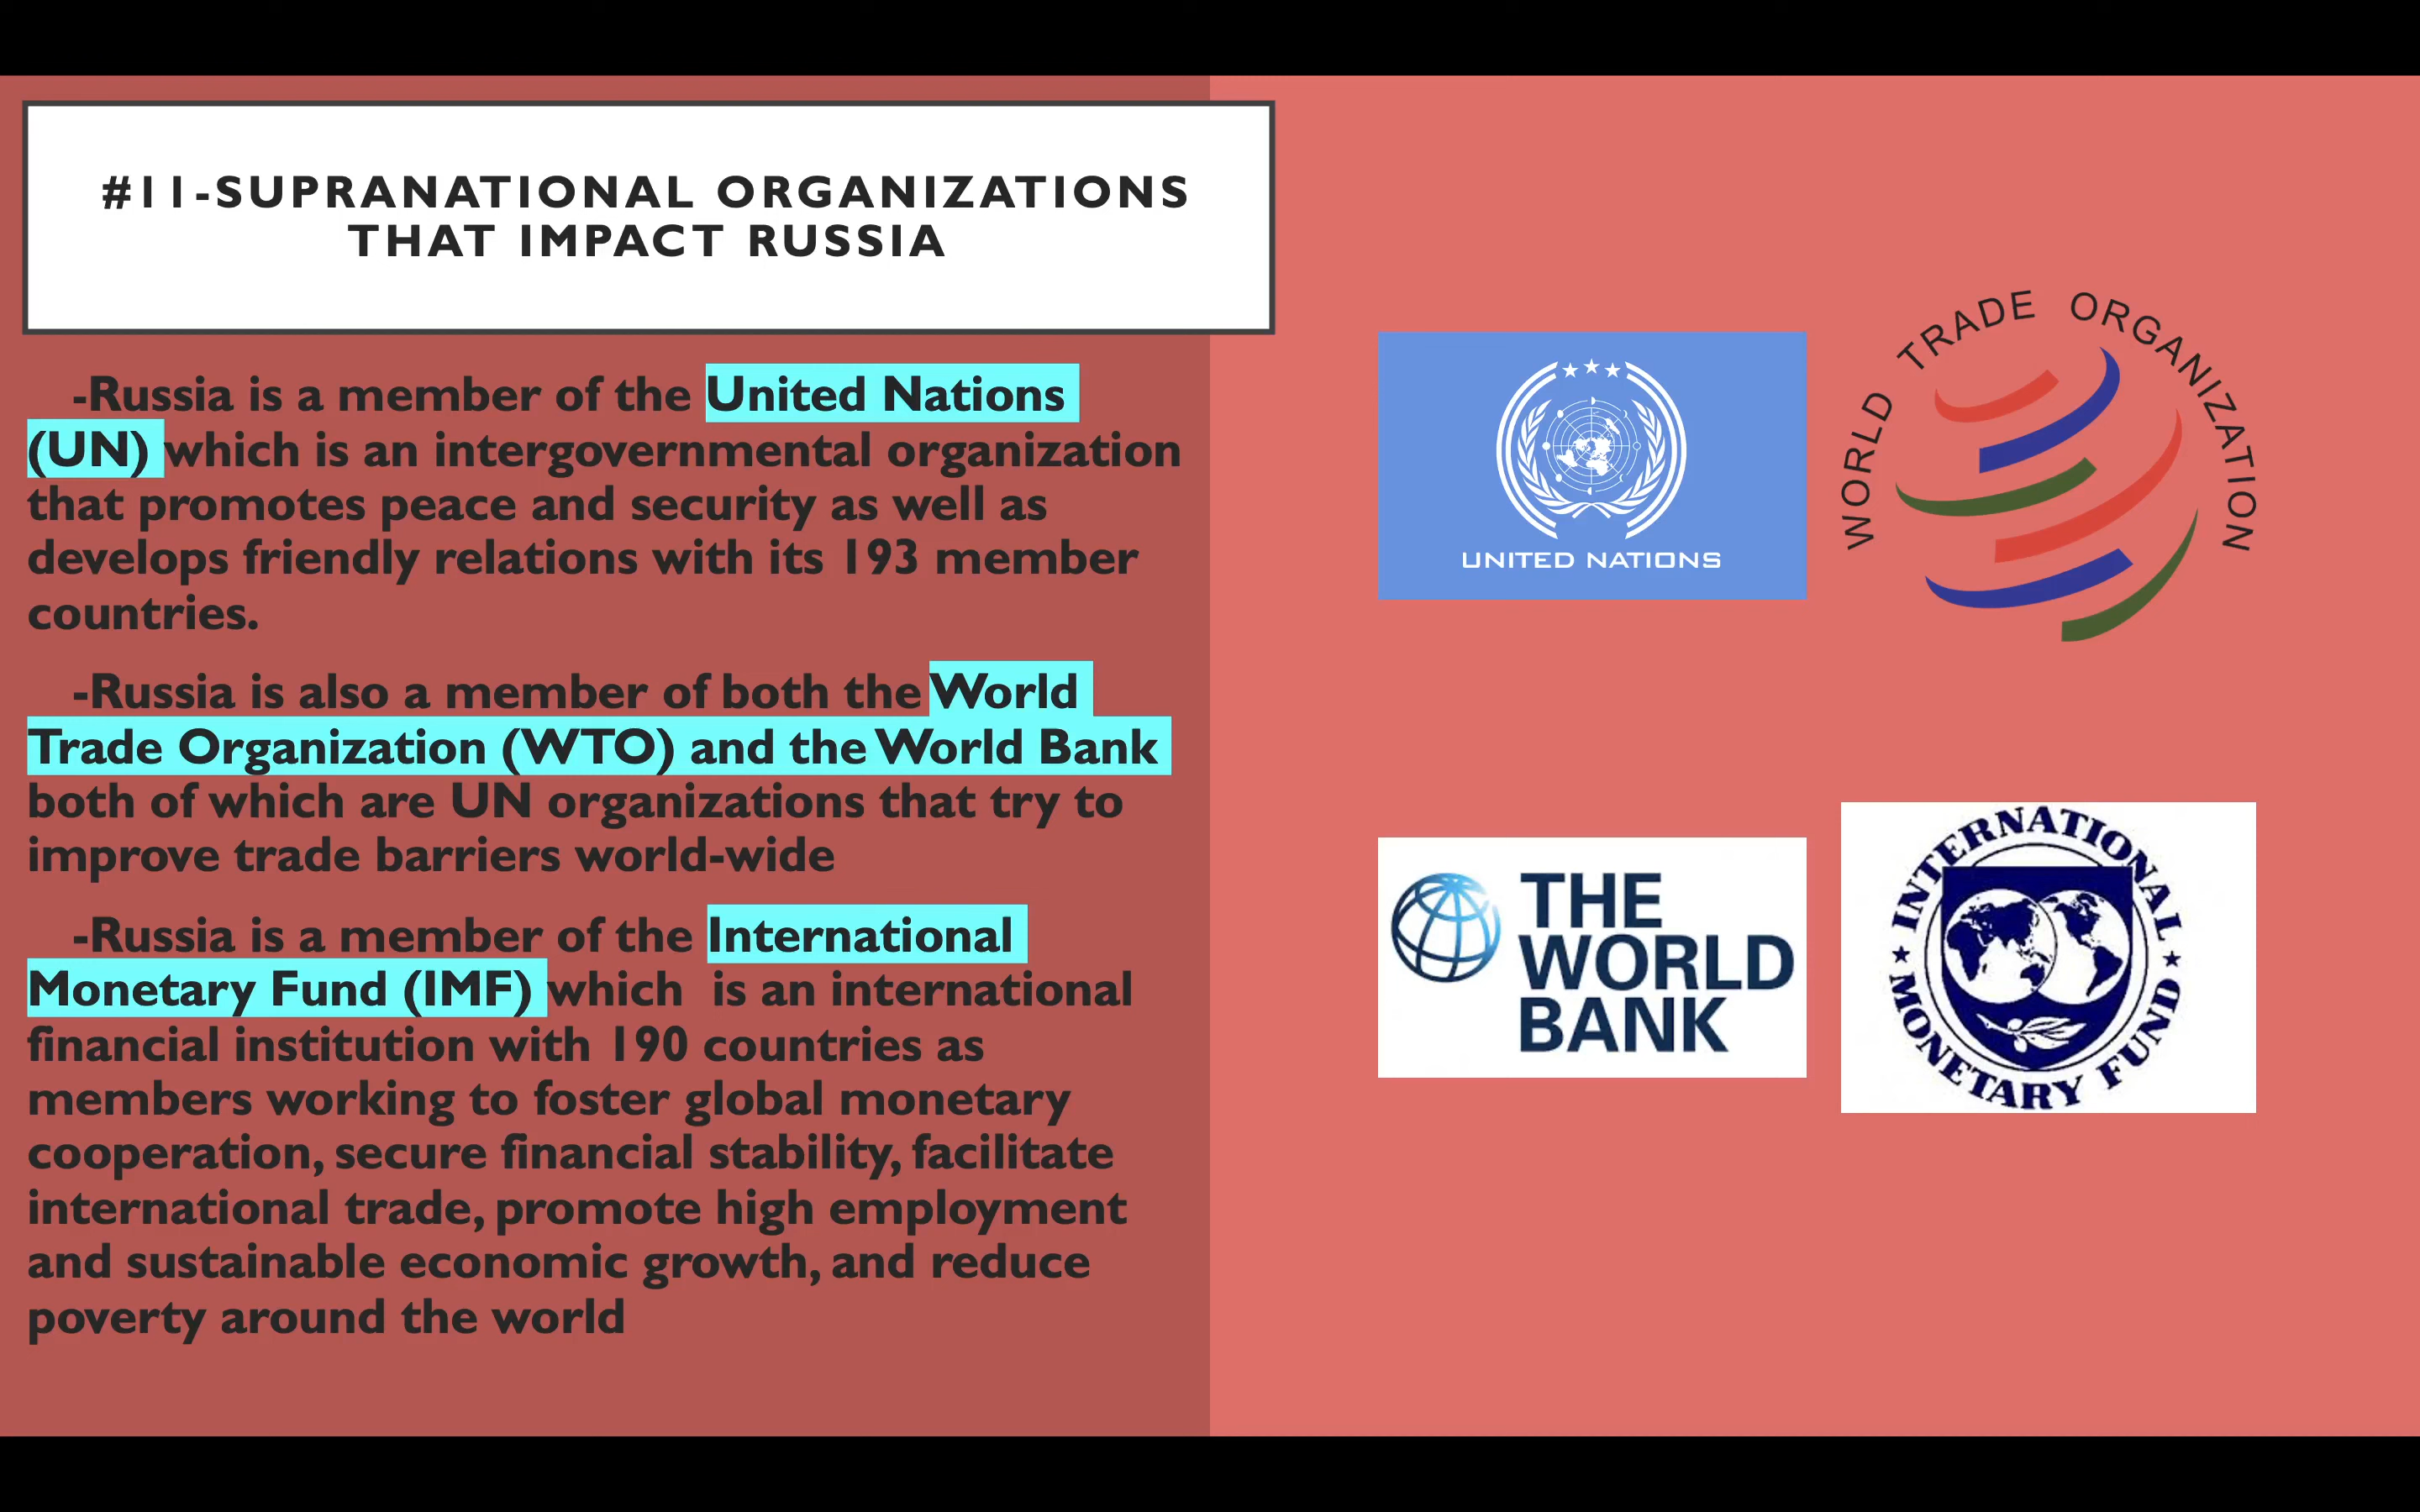 #11-SUPRANATIONAL ORGANIZATIONS
THAT IMPACT RUSSIA
-Russia is a member of the United Nations
(UN) which is an intergovernmental organization
that promotes peace and security as well as
develops friendly relations with its 193 member
countries.
-Russia is also a member of both the World
Trade Organization (WTO) and the World Bank
both of which are UN organizations that try to
improve trade barriers world-wide
-Russia is a member of the International
Monetary Fund (IMF) which  is an international
financial institution with 190 countries as
members working to foster global monetary
cooperation, secure financial stability, facilitate
international trade, promote high employment
and sustainable economic growth, and reduce
poverty around the world
UNITED NATIONS
WORLD TRADE ORGANIZATION
THE
WORLD
BANK
INTERNATIONAL
MONETARY FUND